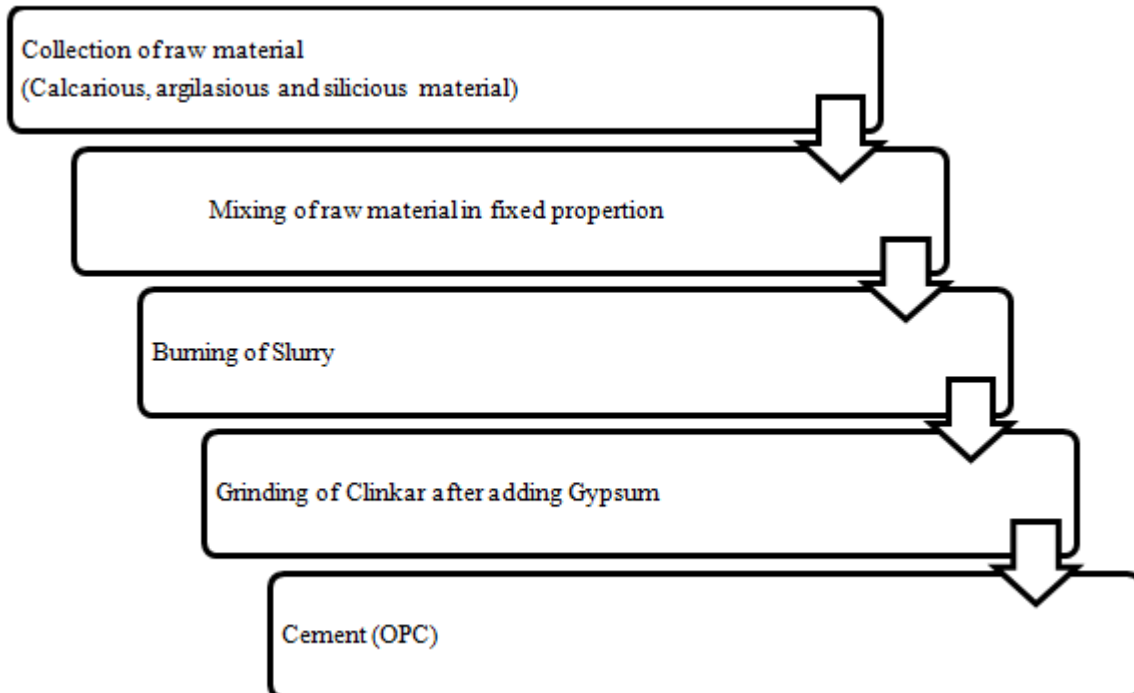 Collection of raw material
(Calcarious, argilasious and silicious material)
Mixing of raw material in fixed propertion
Burning of Slurry
Grinding of Clinkar after adding Gypsum
Cement (OPC)